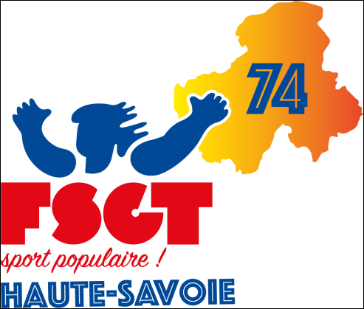 74
FSGT
sport populaire !
HAUTE-SAVOIE